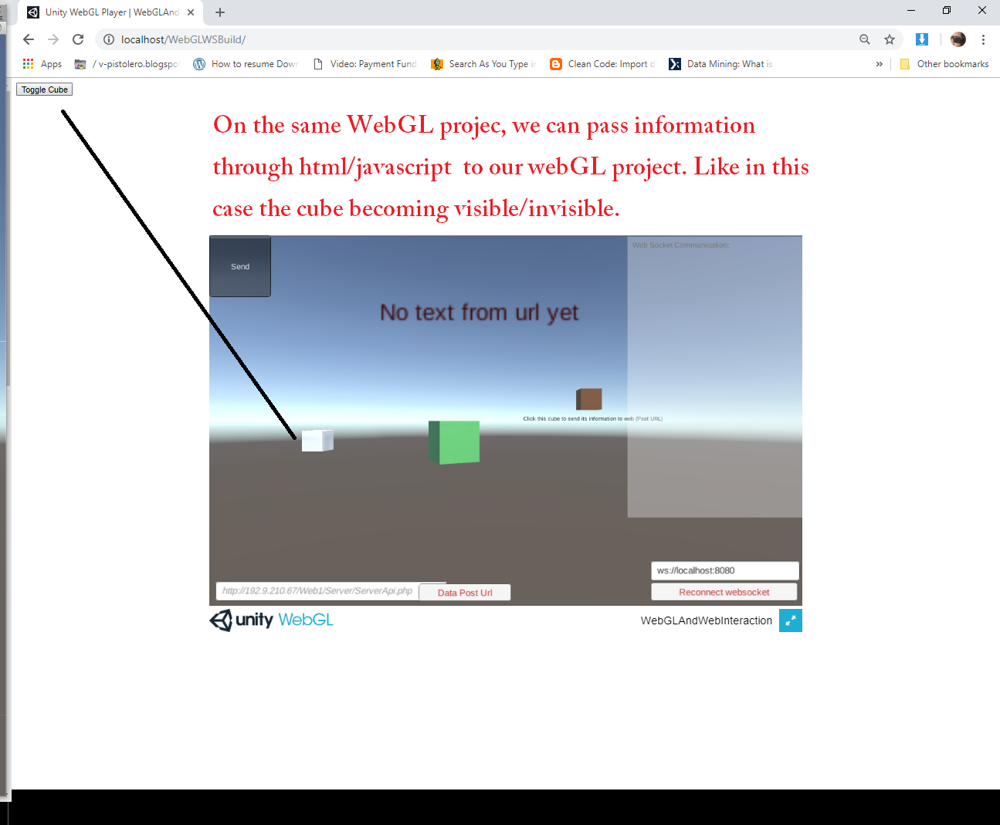 Unity WebGL Player | WebGLAnd
localhost/WebGLWSBuild/
Apps
/ v-pistolero.blogspo
How to resume Dow
Video: Payment Fund
Search As You Type in
Clean Code: Import d
Data Mining: What is
»
Other bookmarks
Toggle Cube
On the same WebGL projec, we can pass information
through html/javascript to our webGL project. Like in this
case the cube becoming visible/invisible.
Send
Web Socket Communication:
No text from url yet
Click this cube to send its information to web (Post URL)
ws://localhost:8080
http://192.9.210.67/Web1/Server/ServerApi.php
Data Post Url
Reconnect websocket
unity WebGL
WebGLAndWebInteraction